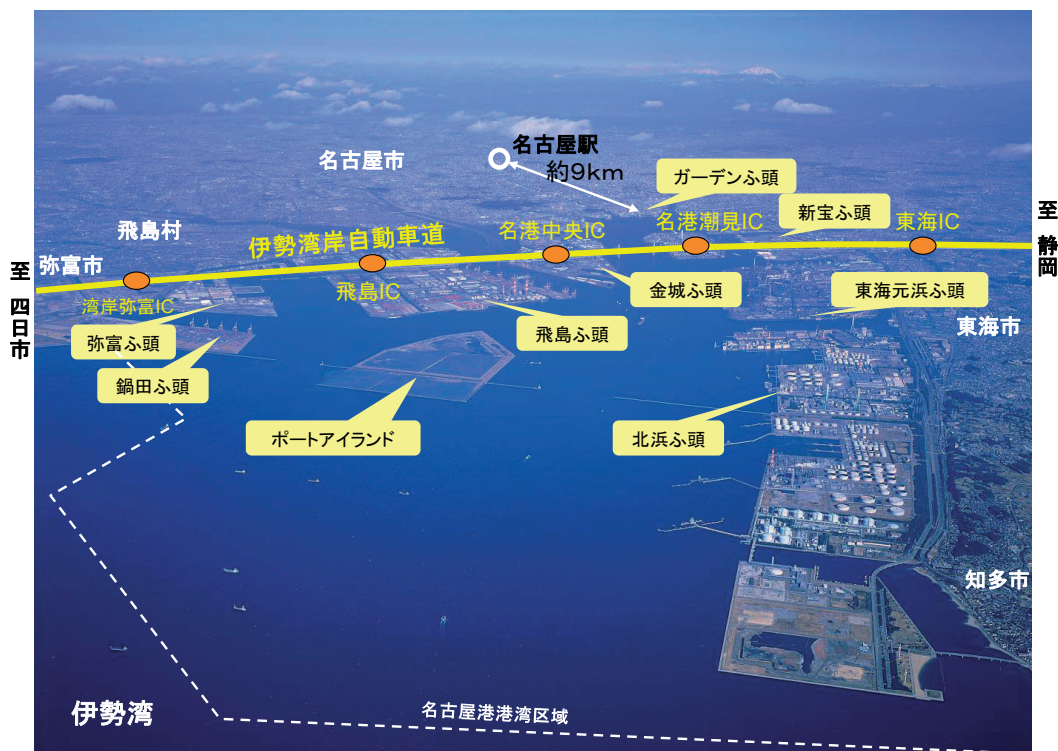 名古屋駅
約9km
名古屋市
ガーデンふ頭
新宝ふ頭
至 静岡
名港潮見IC
東海IC
名港中央IC
飛島村
伊勢湾岸自動車道
弥富市
至 四日市
飛島IC
湾岸弥富IC
金城ふ頭
東海元浜ふ頭
東海市
飛島ふ頭
弥富ふ頭
鍋田ふ頭
ポートアイランド
北浜ふ頭
知多市
伊勢湾
名古屋港港湾区域